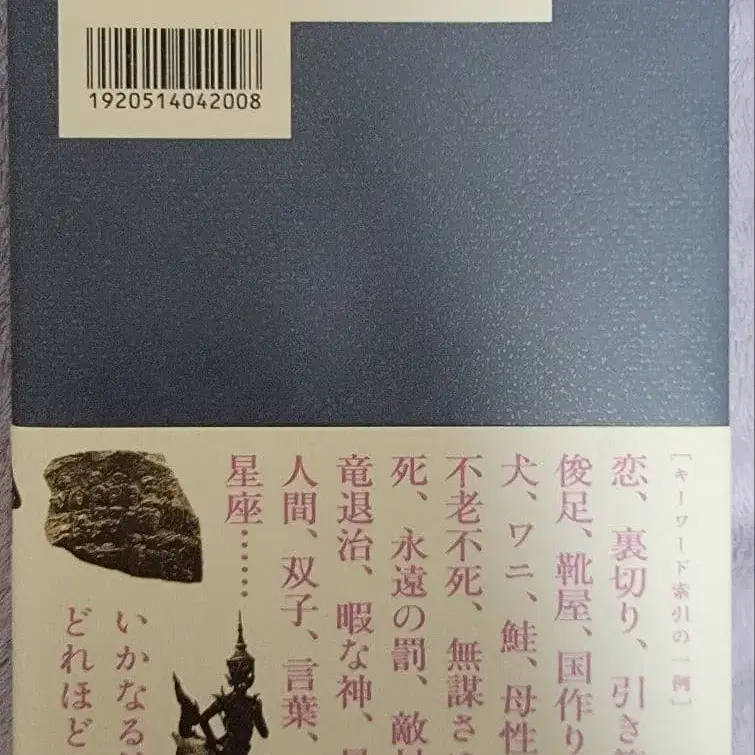 1920514042008
[キーワード索引の一例]
恋、裏切り、引き
俊足、靴屋、国作り
犬、ワニ、鮭、母性
不老不死、無謀さ
死、永遠の罰、敵
竜退治、暇な神、
人間、双子、言葉、
星座……
いかなる
どれほど